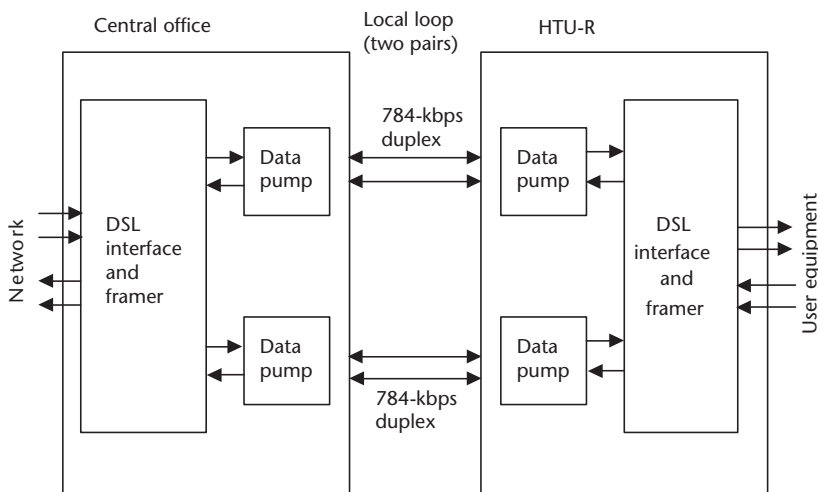 Central office
Local loop
(two pairs)
HTU-R
784-kbps
duplex
Data
pump
Data
pump
Network
DSL
interface
and
framer
DSL
interface
and
framer
User equipment
Data
pump
Data
pump
784-kbps
duplex